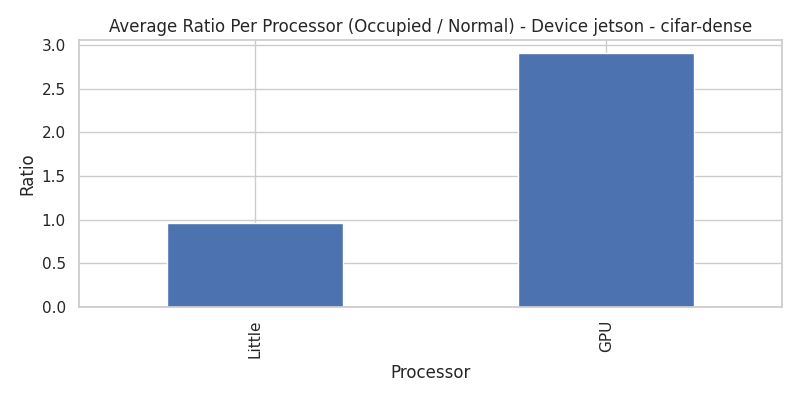 Average Ratio Per Processor (Occupied / Normal) - Device jetson - cifar-dense
3.0
2.5
2.0
1.5
1.0
0.5
0.0
Ratio
Little
GPU
Processor